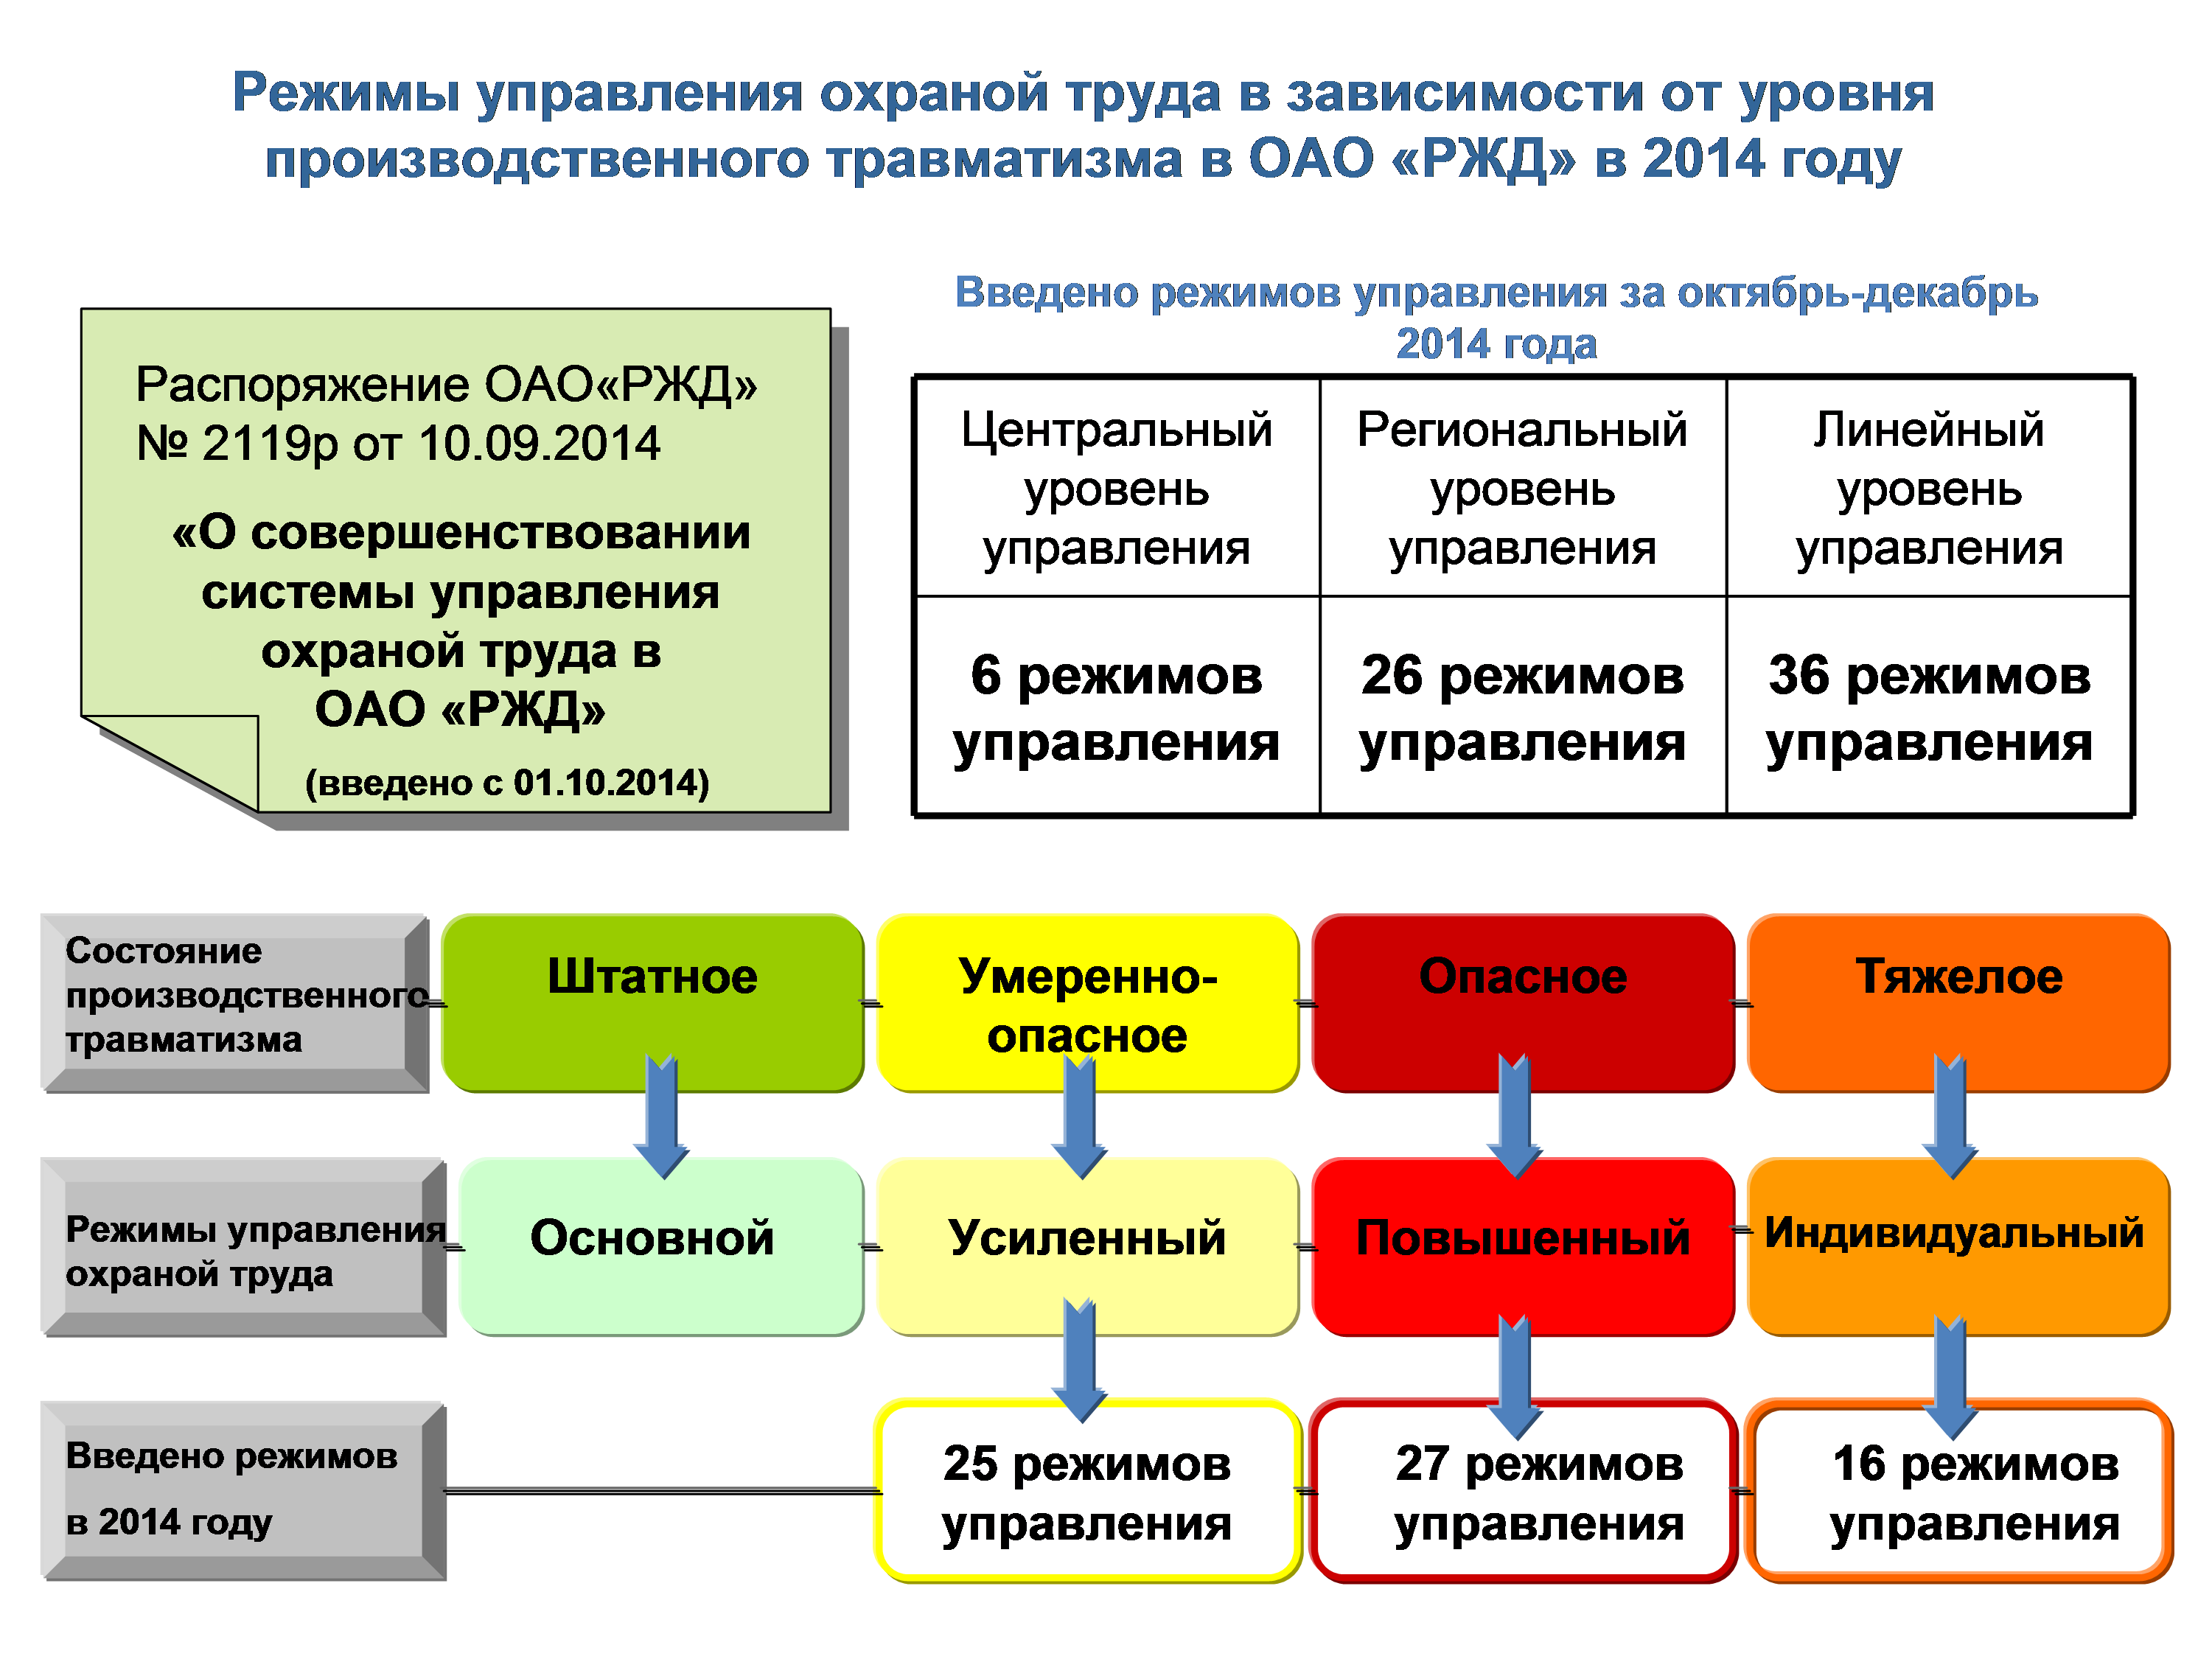 Режимы управления охраной труда в зависимости от уровня
производственного травматизма в ОАО «РЖД» в 2014 году
Распоряжение ОАО«РЖД»
№ 2119р от 10.09.2014
«О совершенствовании
системы управления
охраной труда в
ОАО «РЖД»
(введено с 01.10.2014)
Введено режимов управления за октябрь-декабрь
2014 года
Центральный
уровень
управления
Региональный
уровень
управления
Линейный
уровень
управления
6 режимов
управления
26 режимов
управления
36 режимов
управления
Состояние
производственного
травматизма
Штатное
Умеренно-
опасное
Опасное
Тяжелое
Режимы управления
охраной труда
Основной
Усиленный
Повышенный
Индивидуальный
Введено режимов
в 2014 году
25 режимов
управления
27 режимов
управления
16 режимов
управления